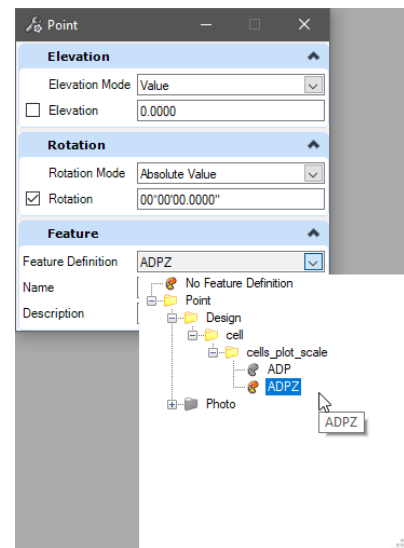 Point
Elevation
Elevation Mode Value
Elevation 0.0000
Rotation
Rotation Mode Absolute Value
Rotation 00°00'00.0000"
Feature
Feature Definition ADPZ
Name
Description
No Feature Definition
Point
Design
cell
cells_plot_scale
ADP
ADPZ
Photo
ADPZ